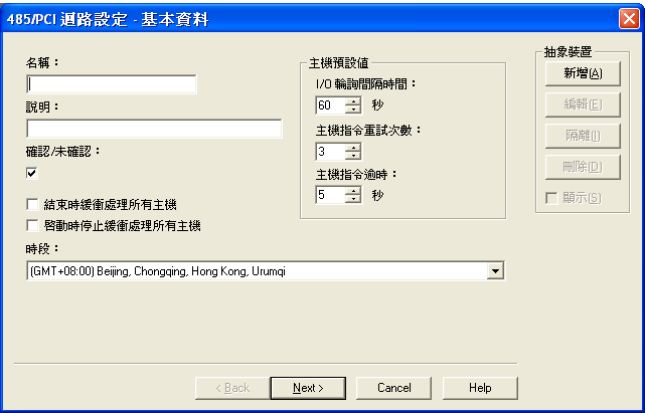 485/PCI 迴路設定 - 基本資料
名稱：
說明：
確認/未確認：
結束時緩衝處理所有主機
啓動時停止緩衝處理所有主機
時段：
(GMT+08:00) Beijing, Chongqing, Hong Kong, Urumqi
主機預設值
I/O 輪詢間隔時間：
60 秒
主機指令重試次數：
3
主機指令逾時：
5 秒
抽象裝置
新增(A)
編輯(E)
隔離(I)
刪除(D)
顯示(S)
< Back
Next >
Cancel
Help